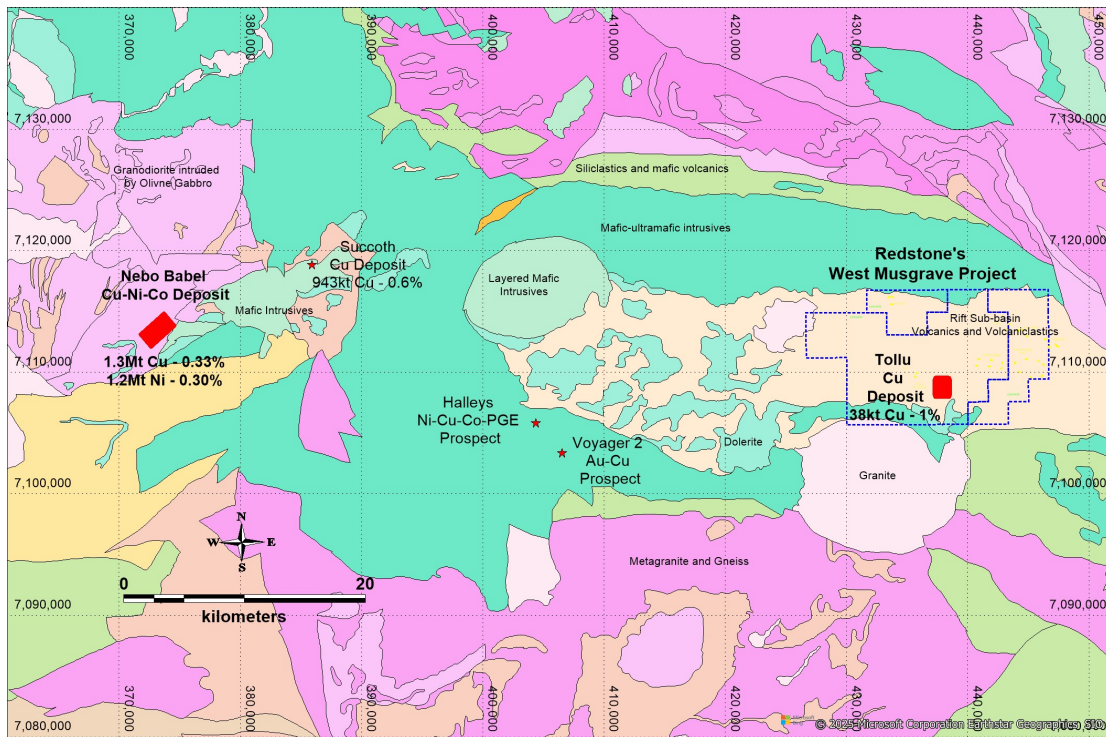 370,000
380,000
390,000
400,000
410,000
420,000
430,000
440,000
450,000
7,130,000
7,130,000
Siliclastics and mafic volcanics
Granodiorite intruded
by Olivne Gabbro
Mafic-ultramafic intrusives
7,120,000
7,120,000
Succoth
Cu Deposit
943kt Cu - 0.6%
Redstone's
West Musgrave Project
Nebo Babel
Cu-Ni-Co Deposit
Layered Mafic
Intrusives
Mafic Intrusives
Rift Sub-basin
Volcanics and Volcaniclastics
7,110,000
7,110,000
1.3Mt Cu - 0.33%
1.2Mt Ni - 0.30%
Tollu
Cu
Deposit
38kt Cu - 1%
Halleys
Ni-Cu-Co-PGE
Prospect
Voyager 2
Au-Cu
Prospect
Dolerite
Granite
7,100,000
7,100,000
N
W
E
S
Metagranite and Gneiss
0
20
kilometers
7,090,000
7,090,000
370,000
380,000
390,000
400,000
410,000
420,000
430,000
440,000
7,080,000
Microsoft
© 2025 Microsoft Corporation Earthstar Geographics SIO